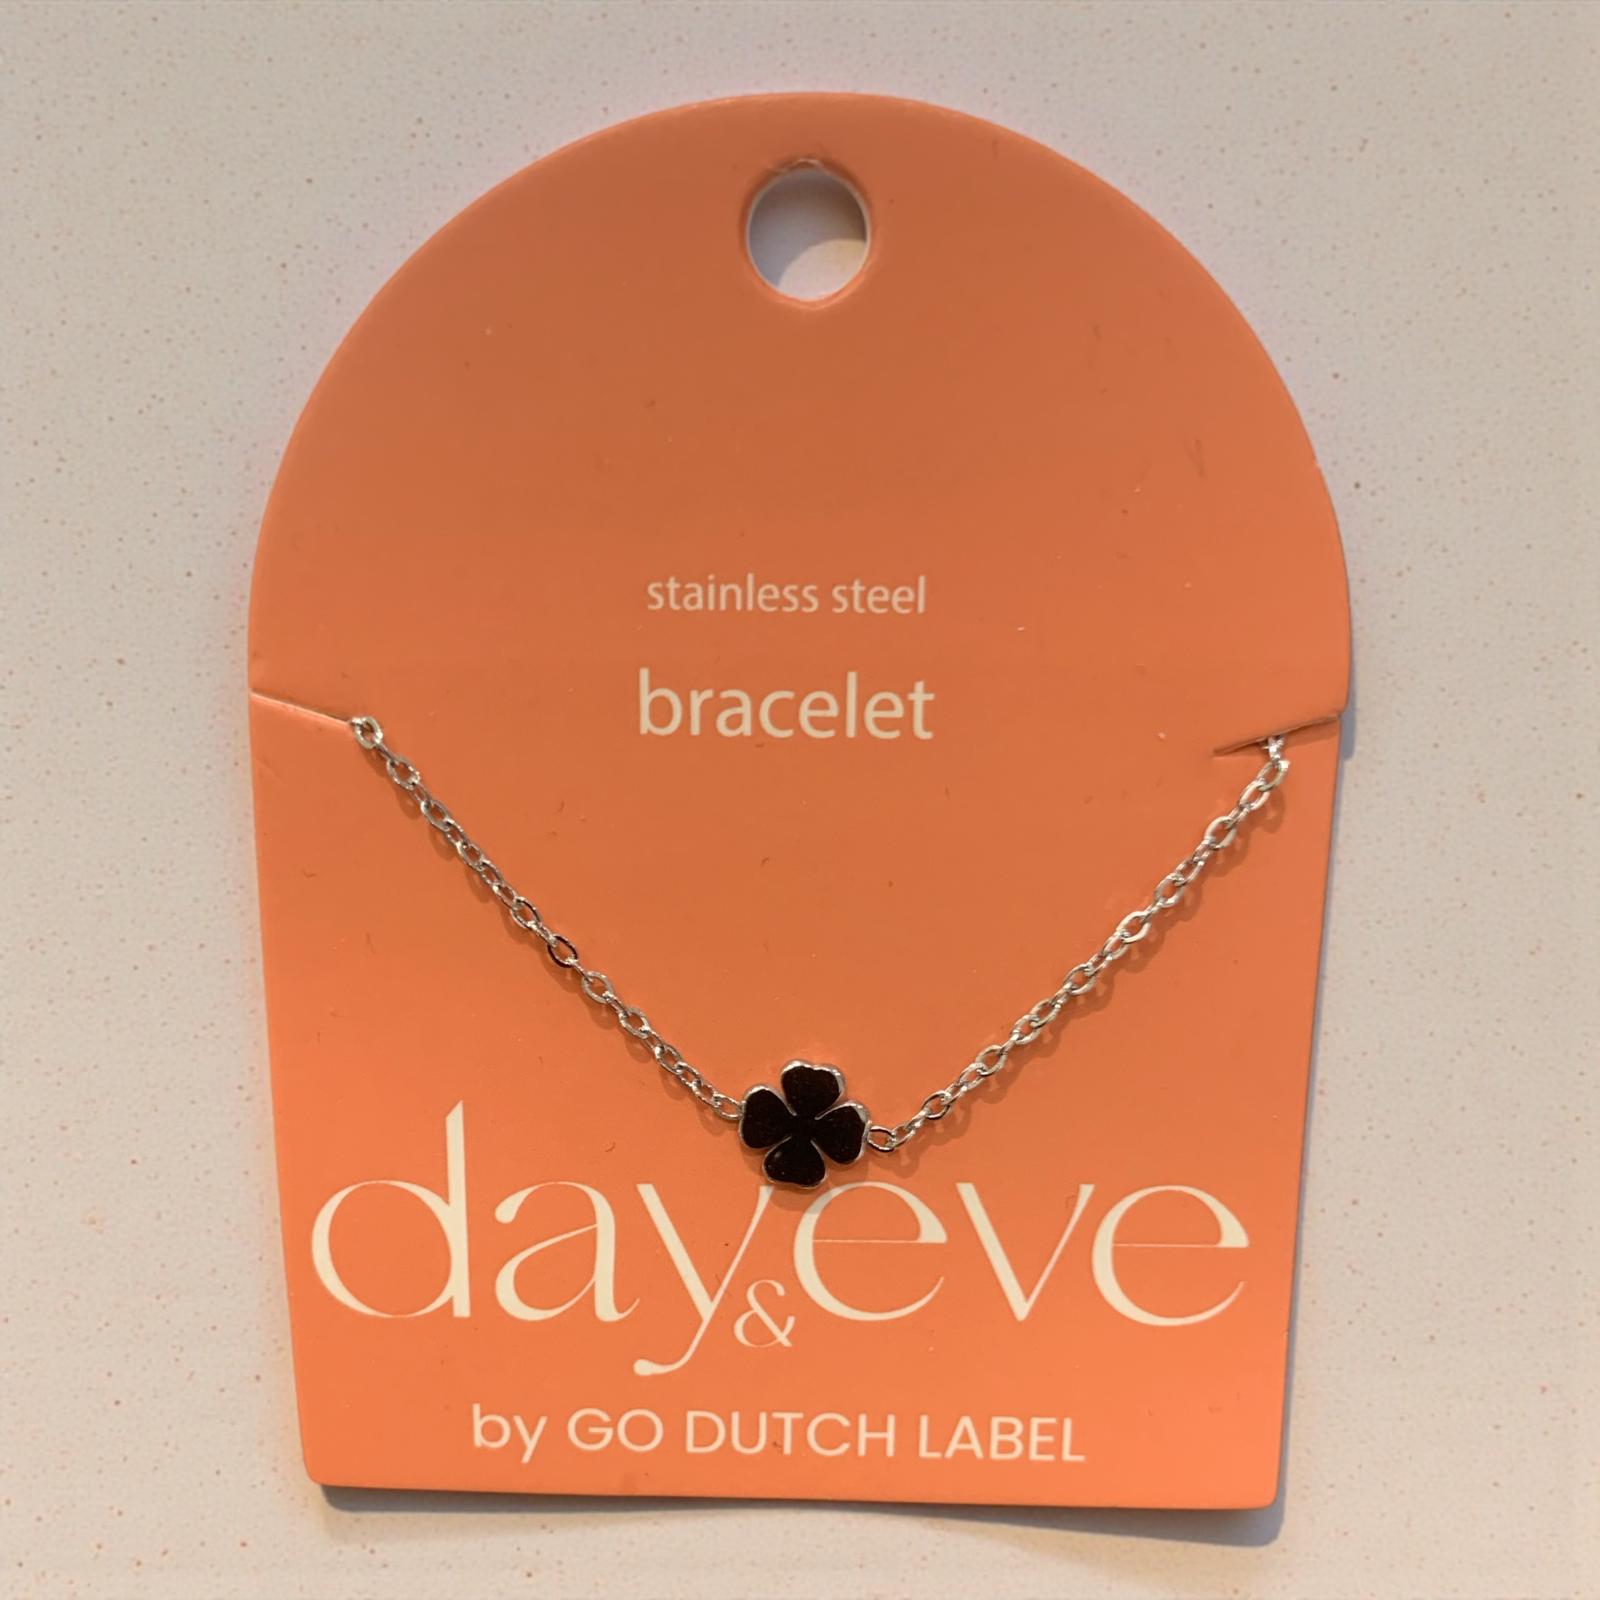 stainless steel
bracelet
day&eve
by GO DUTCH LABEL